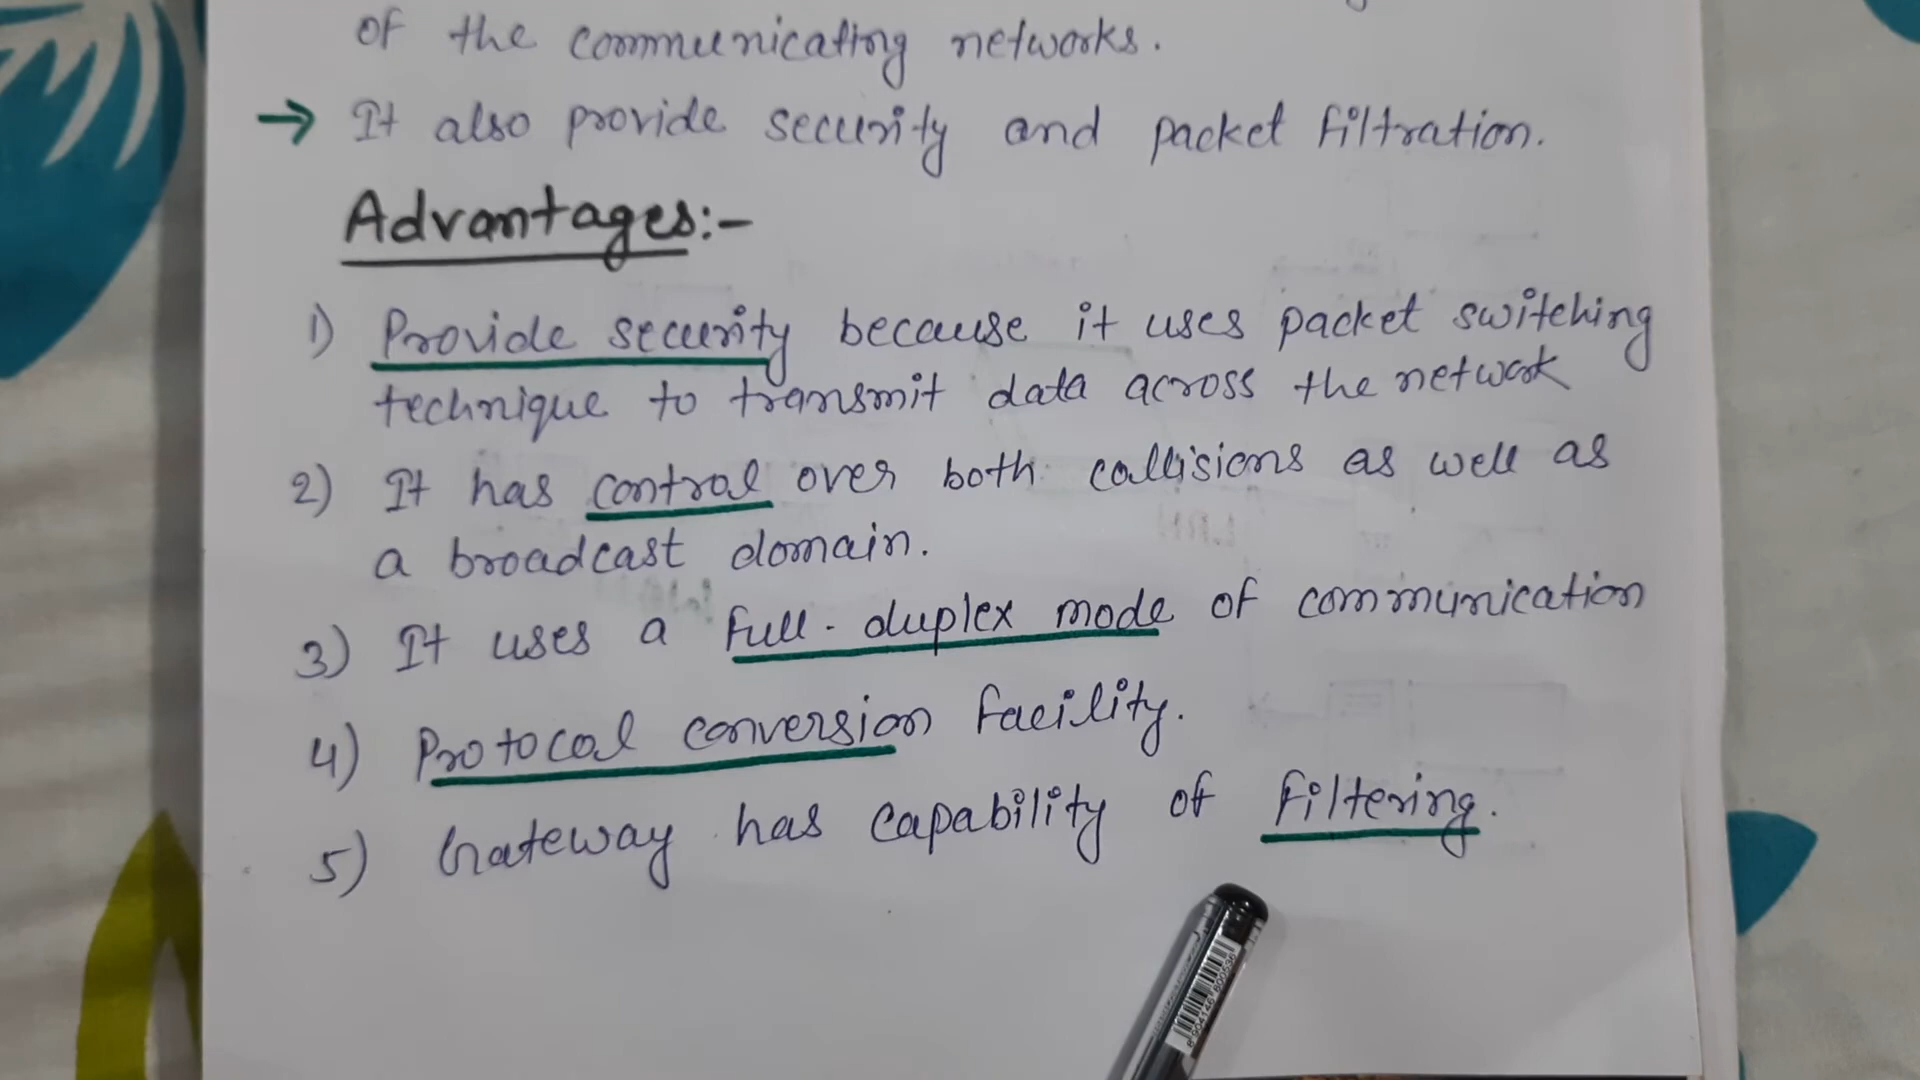 of the communicating networks.
→ It also provide security and packet filtration.
Advantages:-
1) Provide security because it uses packet switching
technique to transmit data across the network
2) It has control over both collisions as well as
a broadcast domain.
3) It uses a full-duplex mode of communication
4) Protocol conversion facility.
5) Gateway has capability of filtering.